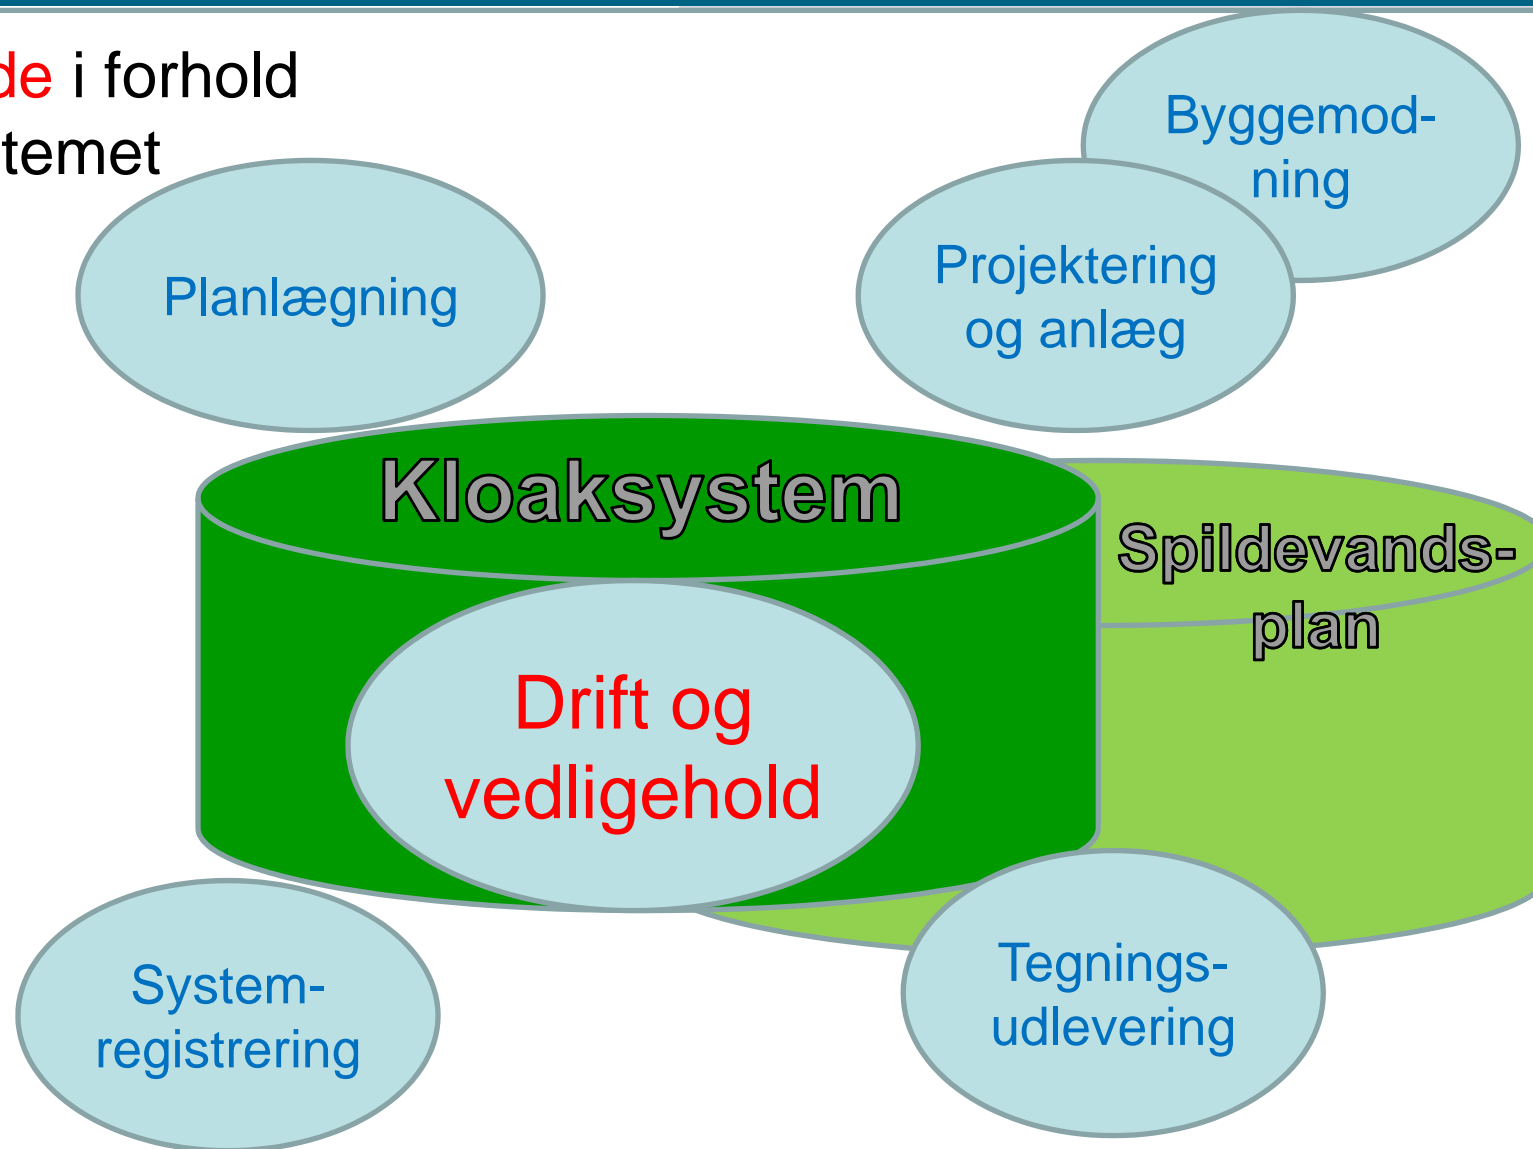 de i forhold
temet
Byggemod-
ning
Projektering
og anlæg
Planlægning
Kloaksystem
Spildevands-
plan
Drift og
vedligehold
System-
registrering
Tegnings-
udlevering